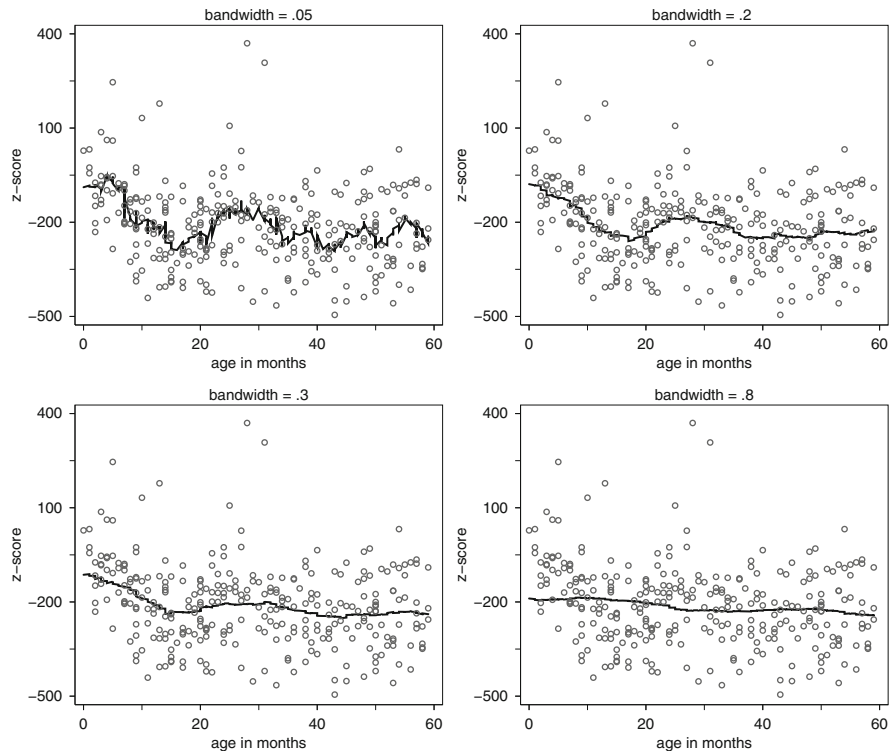 bandwidth = .05
400
100
−200
−500
z−score
0
20
40
60
age in months
bandwidth = .2
400
100
−200
−500
z−score
0
20
40
60
age in months
bandwidth = .3
400
100
−200
−500
z−score
0
20
40
60
age in months
bandwidth = .8
400
100
−200
−500
z−score
0
20
40
60
age in months